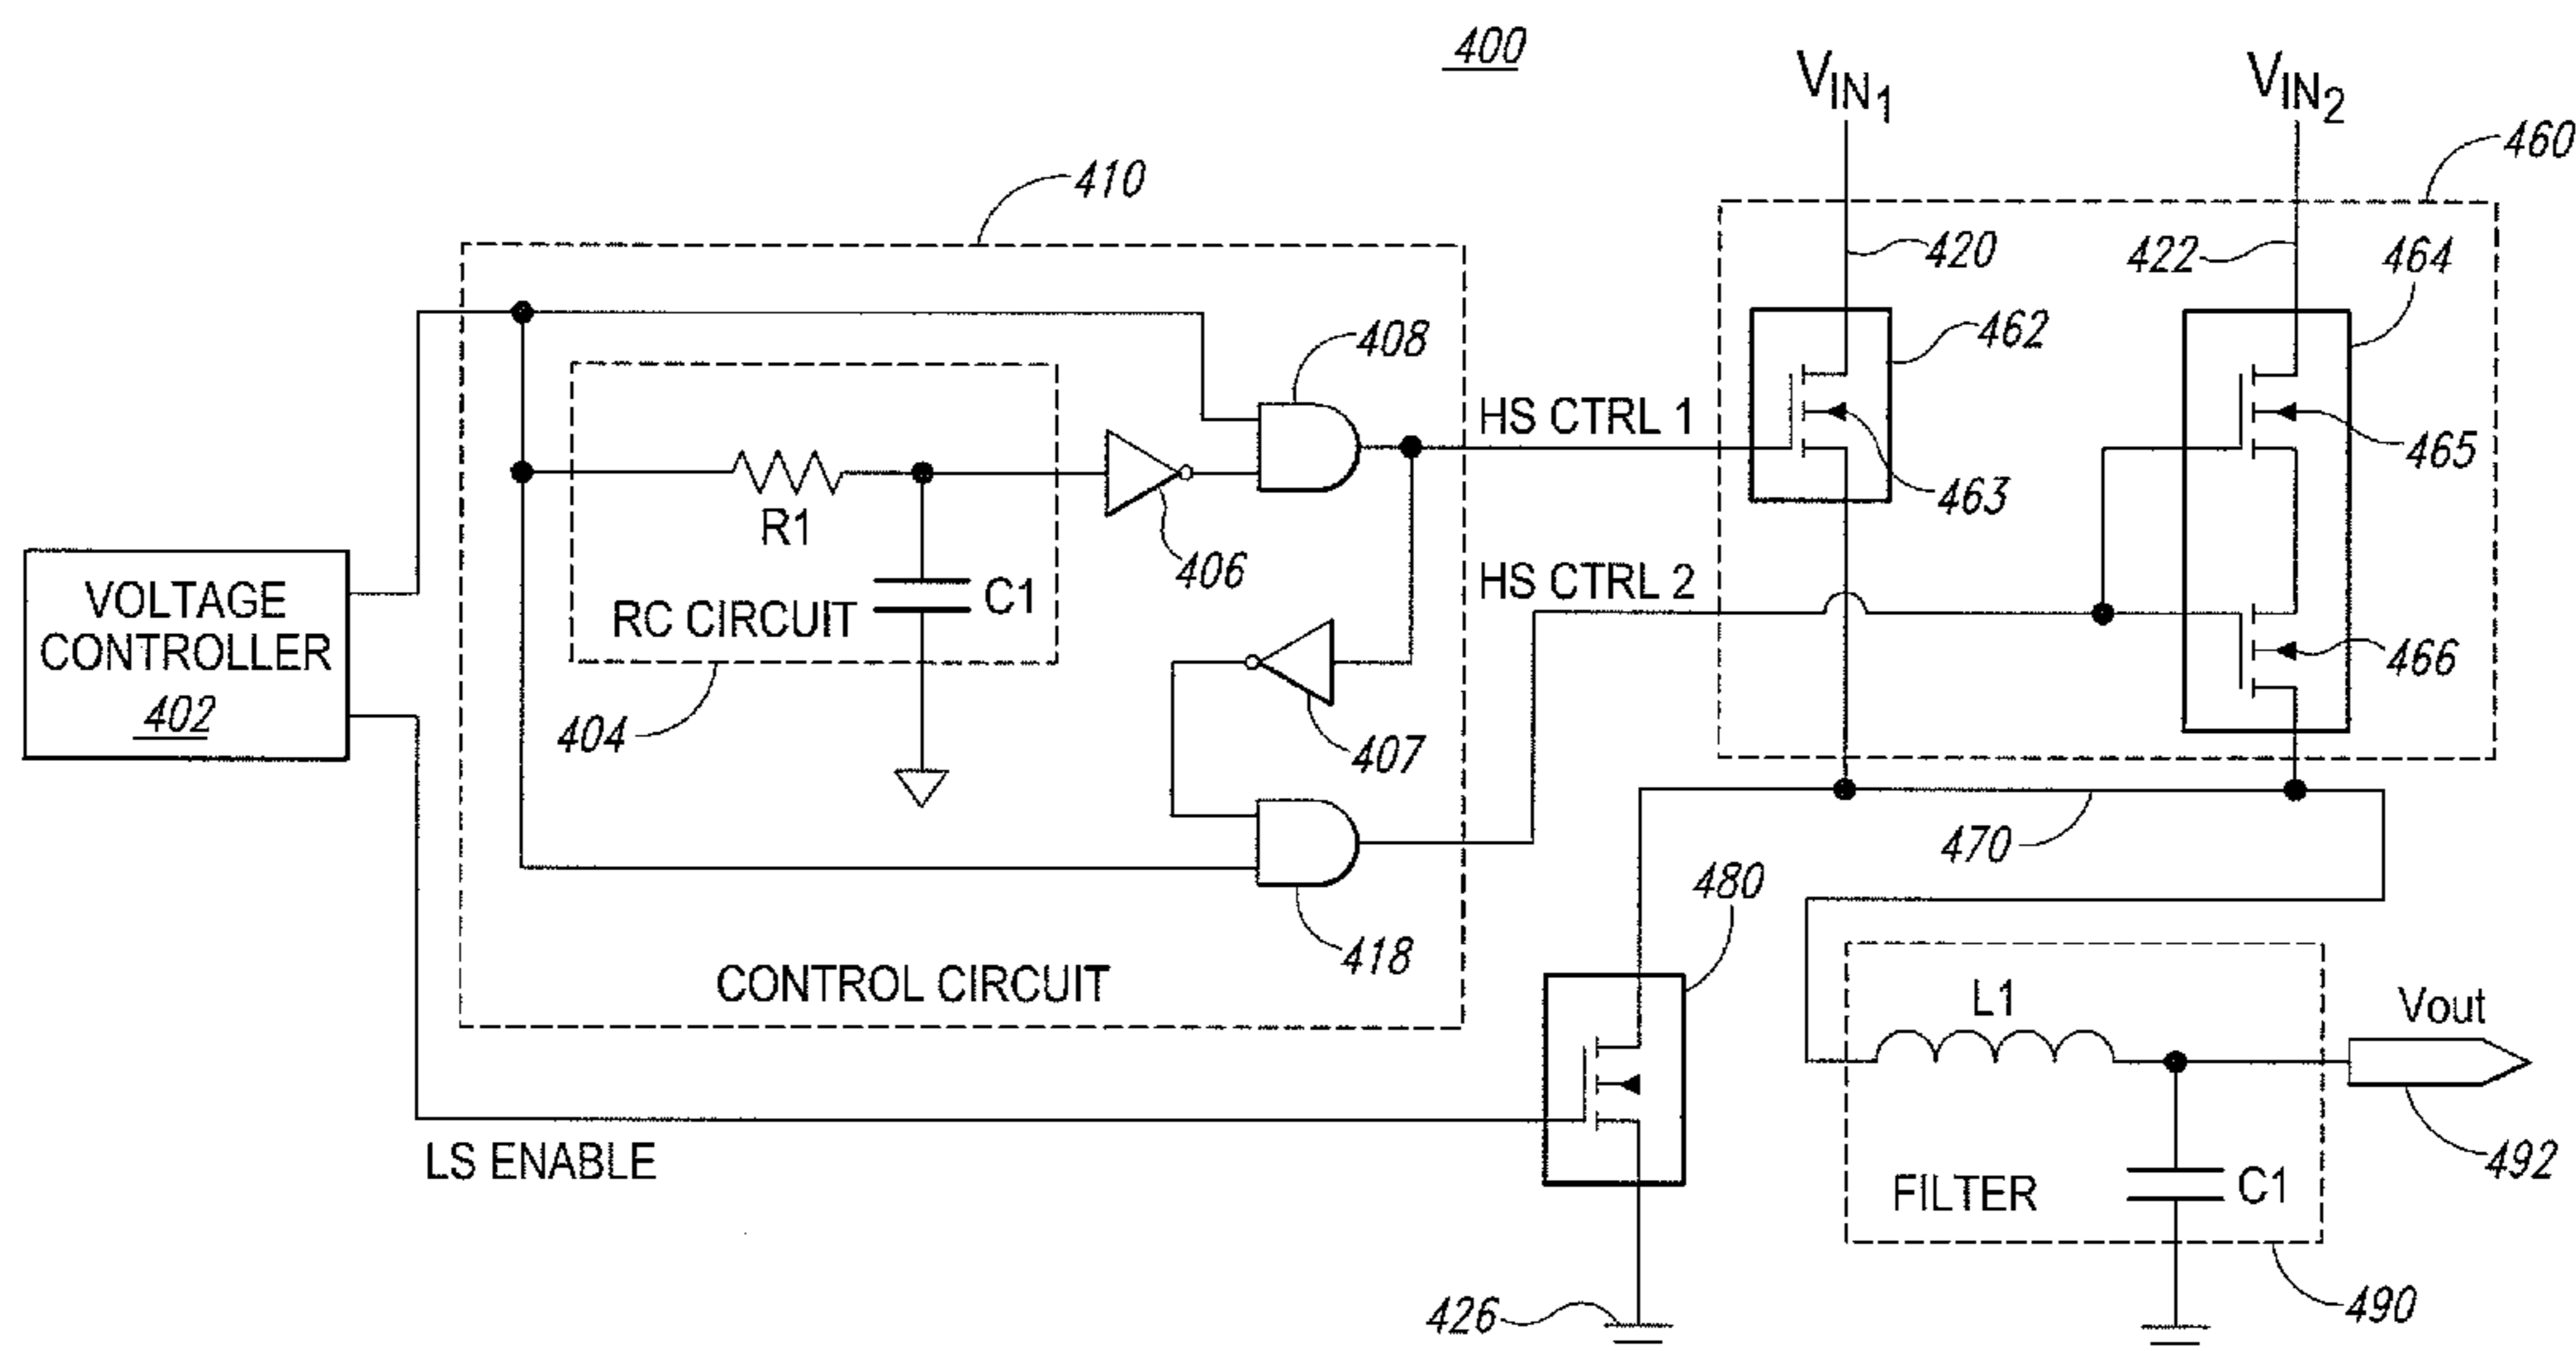 400
VIN1
VIN2
460
410
420
422
464
408
462
HS CTRL 1
465
463
R1
406
VOLTAGE
CONTROLLER
402
C1
RC CIRCUIT
HS CTRL 2
466
404
407
470
480
418
CONTROL CIRCUIT
L1
Vout
LS ENABLE
492
FILTER
C1
426
490